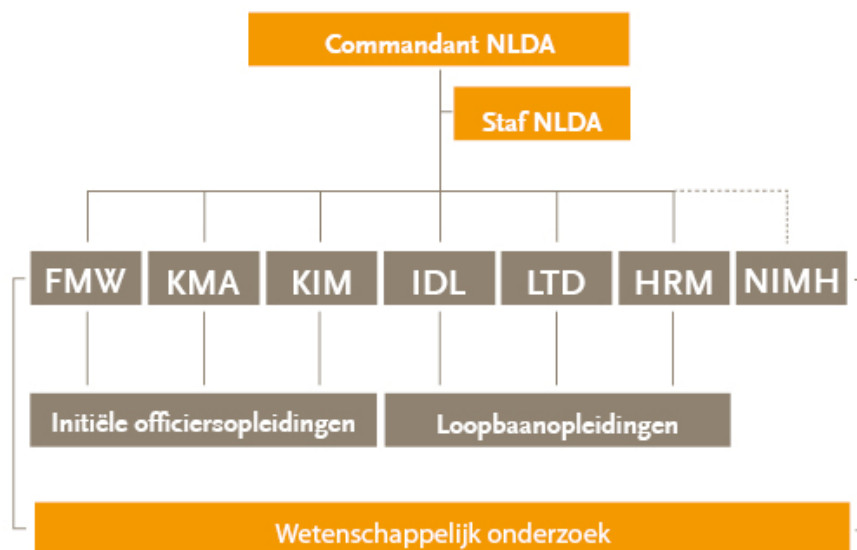 Commandant NLDA
Staf NLDA
FMW KMA KIM IDL LTD HRM NIMH
Initiële officiersopleidingen Loopbaanopleidingen
Wetenschappelijk onderzoek